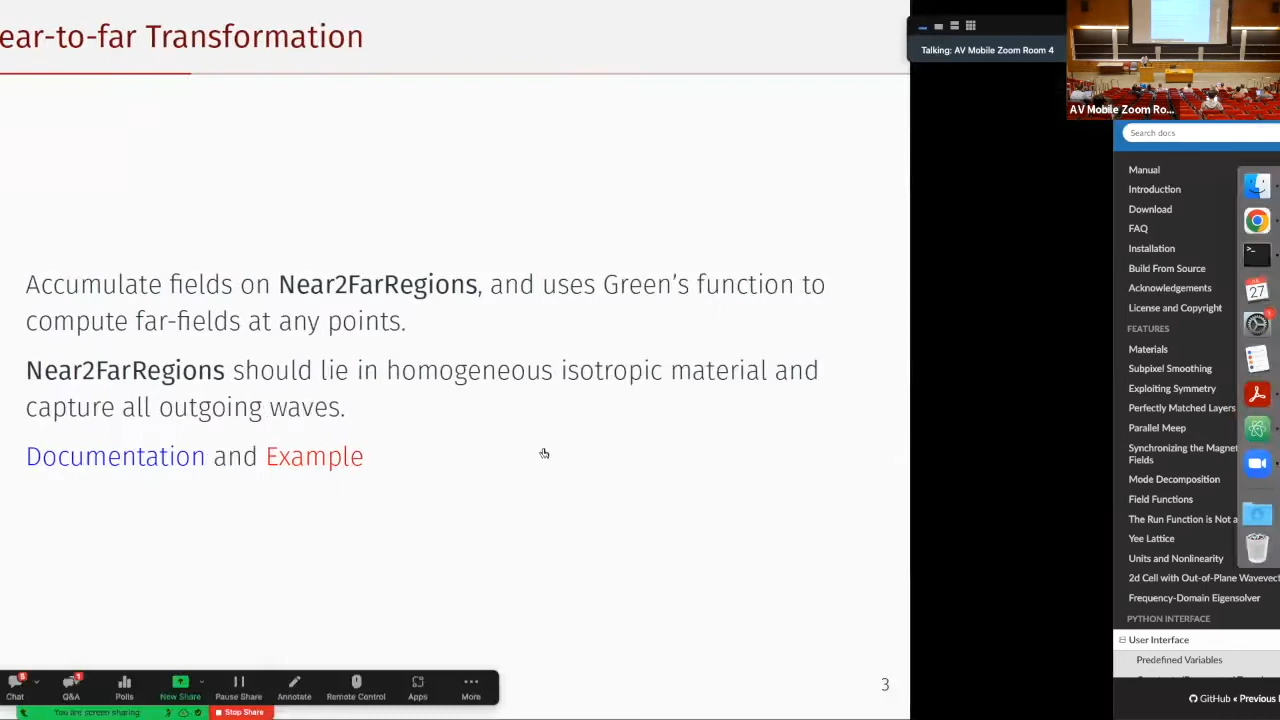 ear-to-far Transformation
Accumulate fields on Near2FarRegions, and uses Green's function to
compute far-fields at any points.
Near2FarRegions should lie in homogeneous isotropic material and
capture all outgoing waves.
Documentation and Example
3
Chat
Q&A
Polls
New Share
Pause Share
Annotate
Remote Control
Apps
More
You are screen sharing
Stop Share
Talking: AV Mobile Zoom Room 4
AV Mobile Zoom Ro...
Search docs
Manual
Introduction
Download
FAQ
Installation
Build From Source
Acknowledgements
License and Copyright
FEATURES
Materials
Subpixel Smoothing
Exploiting Symmetry
Perfectly Matched Layers
Parallel Meep
Synchronizing the Magnet
Fields
Mode Decomposition
Field Functions
The Run Function is Not a
Yee Lattice
Units and Nonlinearity
2d Cell with Out-of-Plane Wavevect
Frequency-Domain Eigensolver
PYTHON INTERFACE
User Interface
Predefined Variables
GitHub « Previous
27